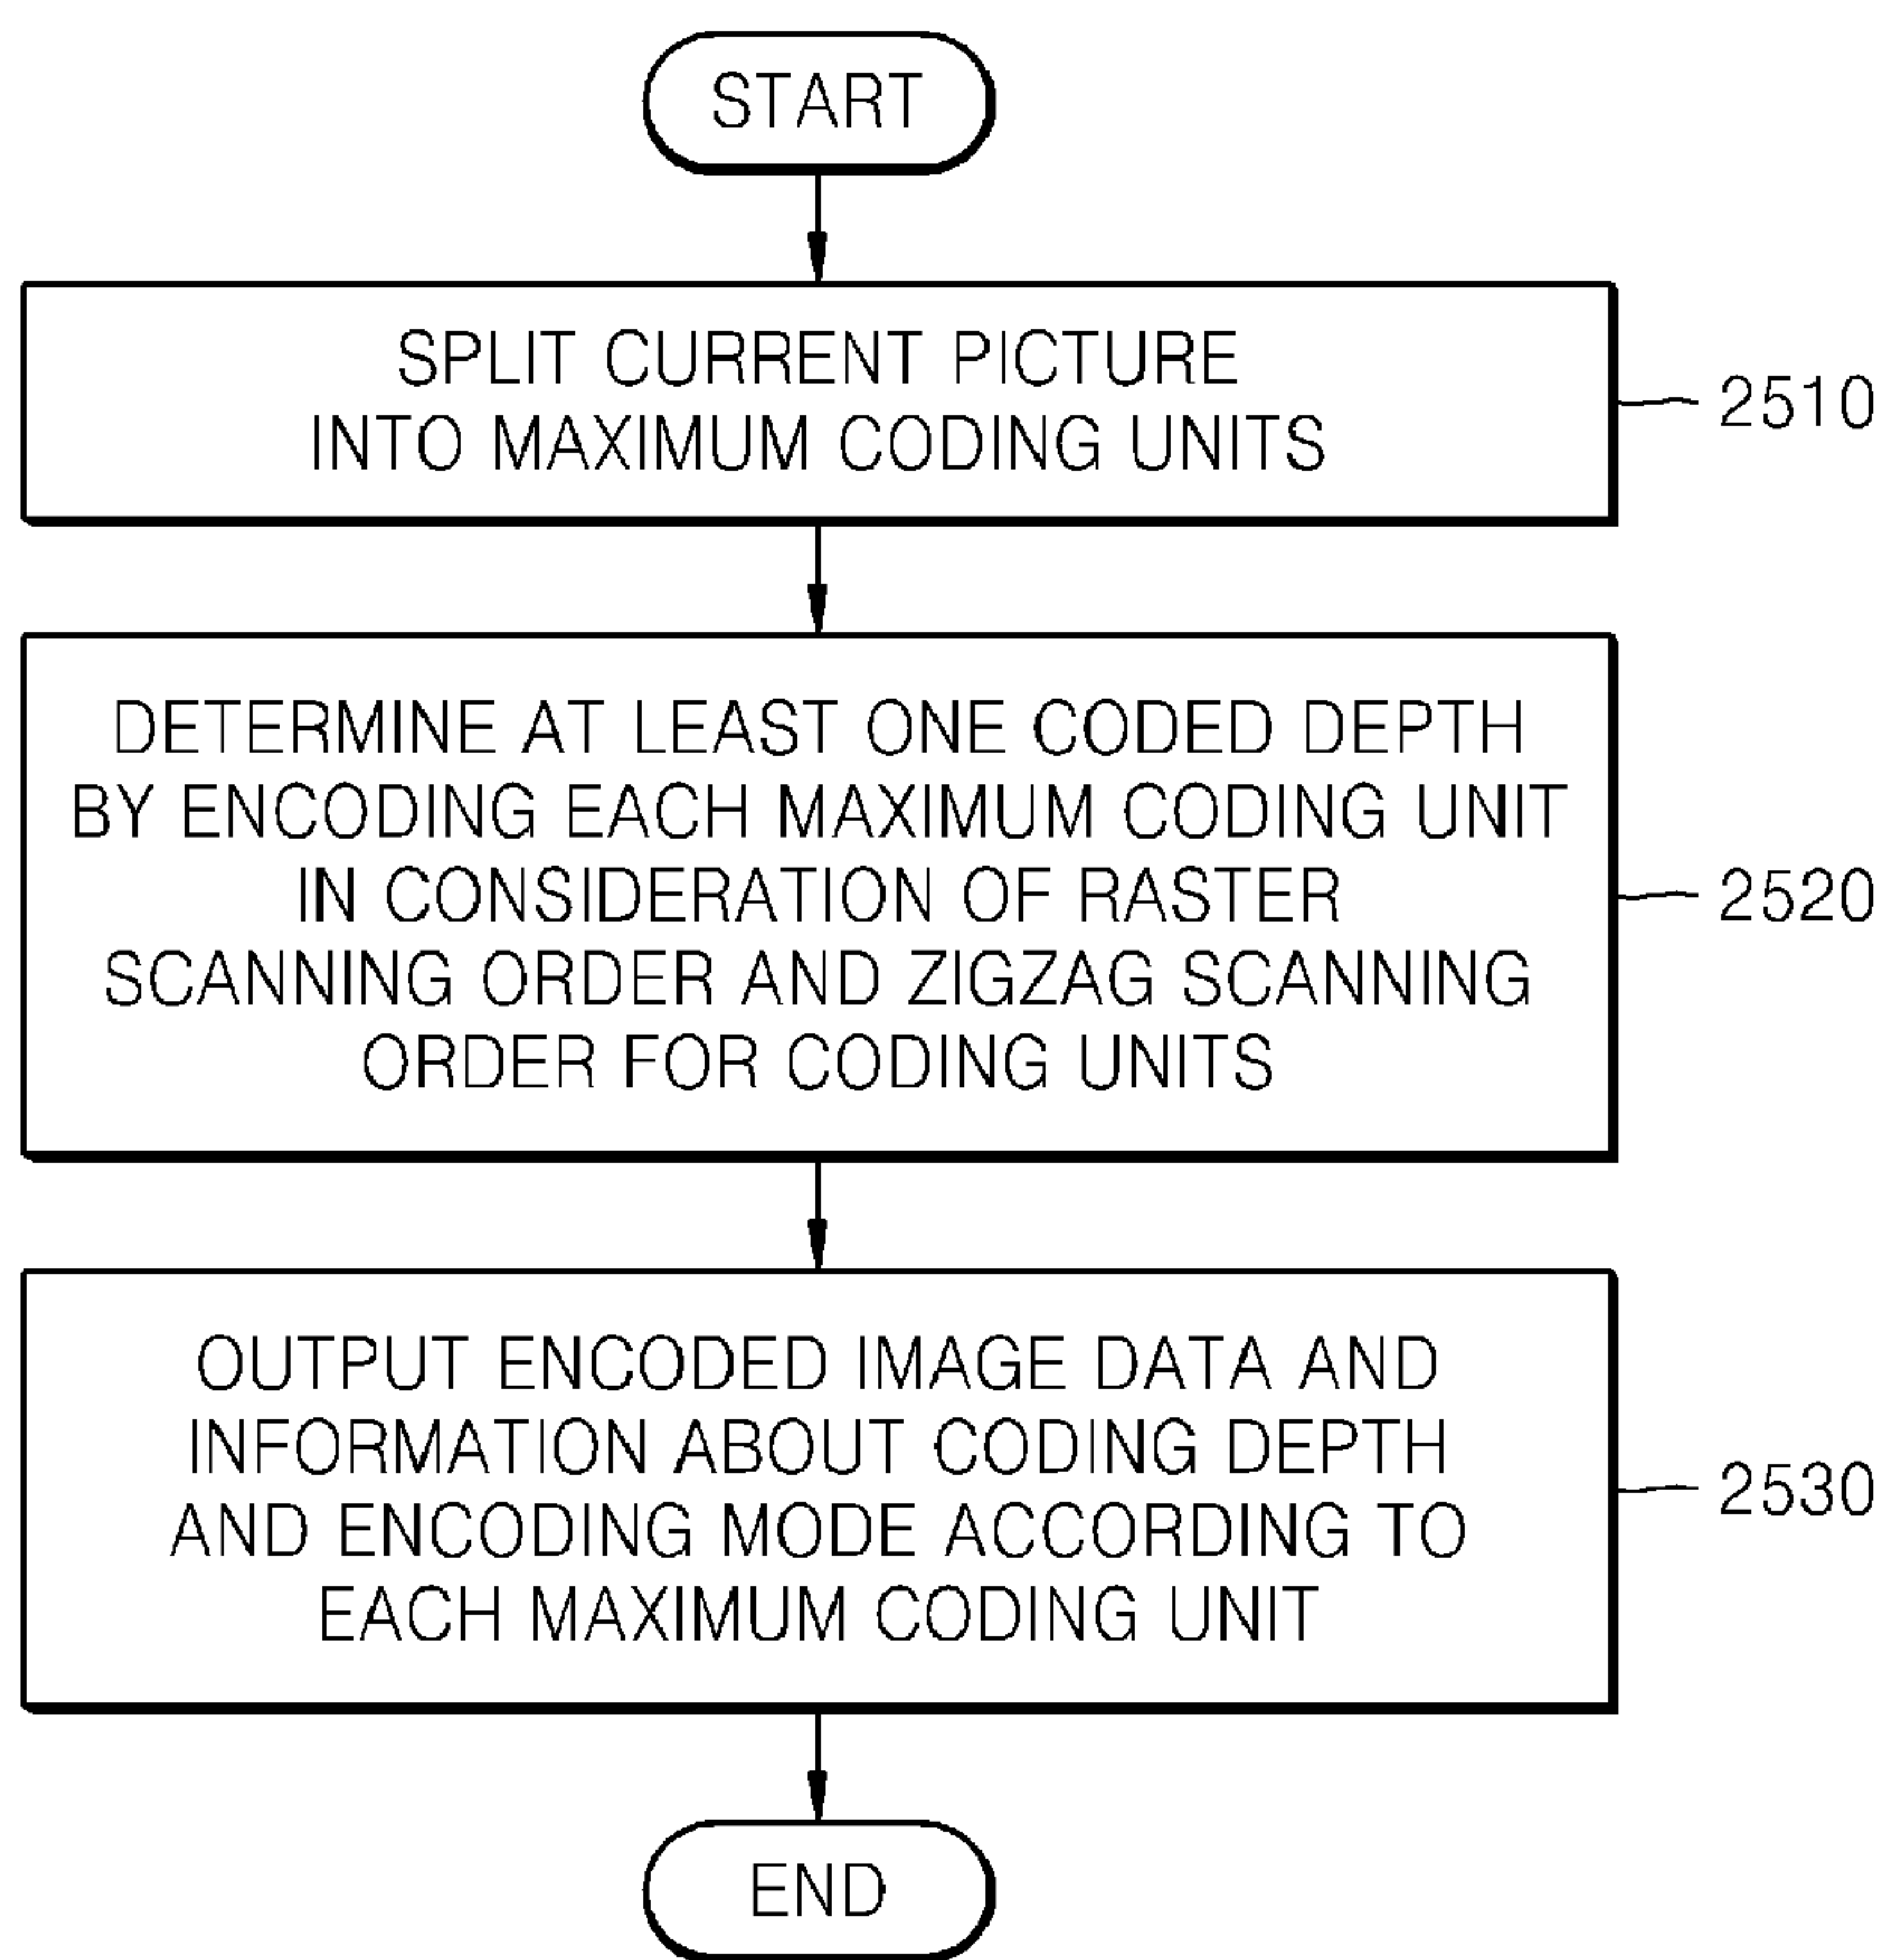 START
SPLIT CURRENT PICTURE
INTO MAXIMUM CODING UNITS
2510
DETERMINE AT LEAST ONE CODED DEPTH
BY ENCODING EACH MAXIMUM CODING UNIT
IN CONSIDERATION OF RASTER
SCANNING ORDER AND ZIGZAG SCANNING
ORDER FOR CODING UNITS
2520
OUTPUT ENCODED IMAGE DATA AND
INFORMATION ABOUT CODING DEPTH
AND ENCODING MODE ACCORDING TO
EACH MAXIMUM CODING UNIT
2530
END